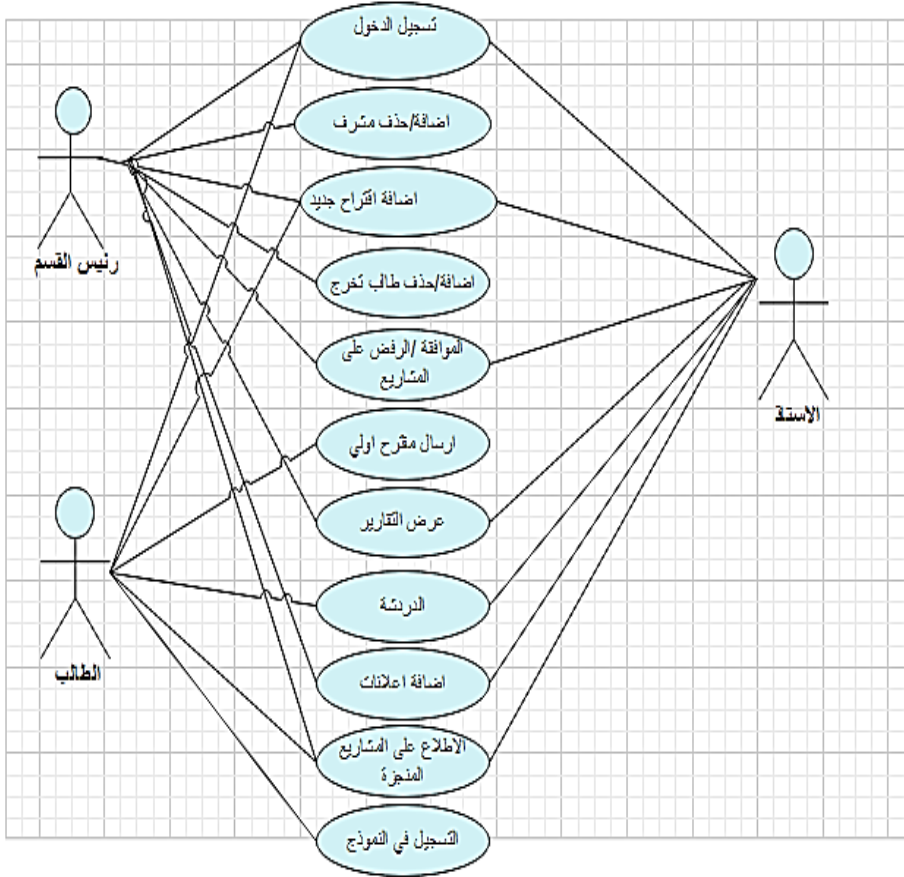 تسجيل الدخول
اضافة/حذف مشرف
اضافة اقتراح جديد
رئيس القسم
اضافة/حذف طالب تخرج
الموافقة /الرفض على
المشاريع
الاستاذ
ارسال مقترح اولي
عرض التقارير
الدردشة
الطالب
اضافة اعلانات
الاطلاع على المشاريع
المنجزة
التسجيل في النموذج